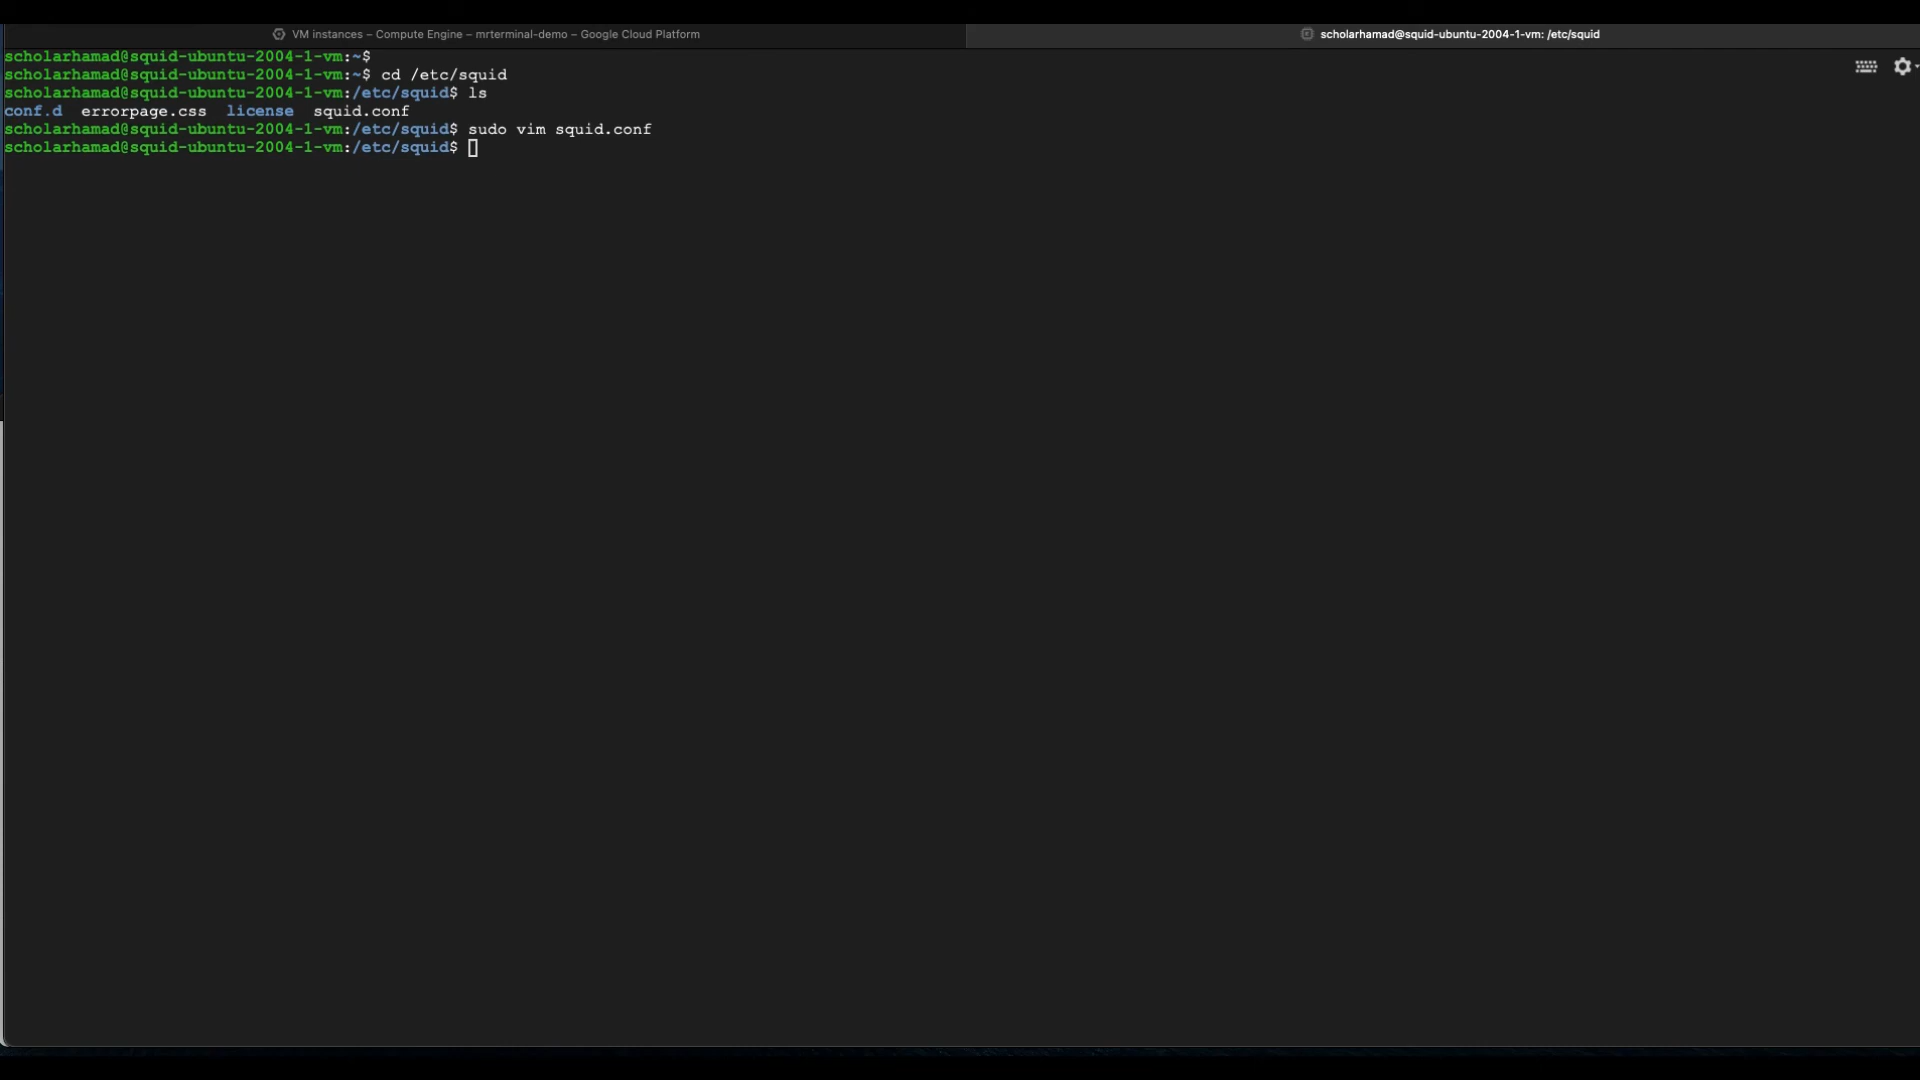 VM instances – Compute Engine – mrterminal-demo – Google Cloud Platform
scholarhamad@squid-ubuntu-2004-1-vm: /etc/squid
scholarhamad@squid-ubuntu-2004-1-vm:~$
scholarhamad@squid-ubuntu-2004-1-vm:~$ cd /etc/squid
scholarhamad@squid-ubuntu-2004-1-vm:/etc/squid$ ls
conf.d  errorpage.css  license  squid.conf
scholarhamad@squid-ubuntu-2004-1-vm:/etc/squid$ sudo vim squid.conf
scholarhamad@squid-ubuntu-2004-1-vm:/etc/squid$